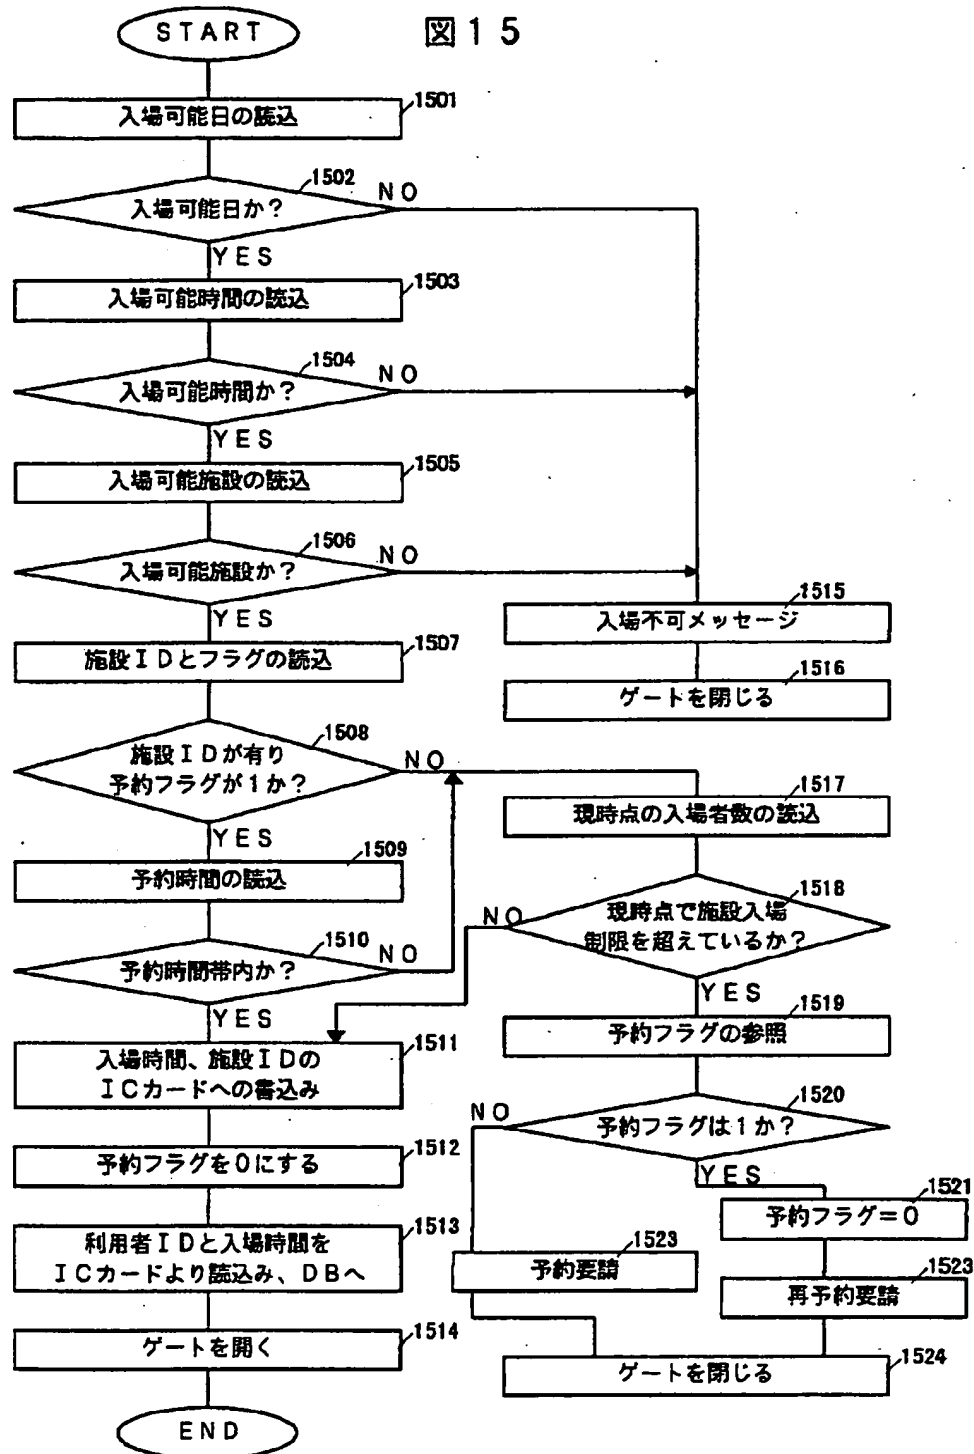 図15
START
入場可能日の読込
1501
入場可能日か？
1502
NO
YES
入場可能時間の読込
1503
入場可能時間か？
1504
NO
YES
入場可能施設の読込
1505
入場可能施設か？
1506
NO
YES
施設IDとフラグの読込
1507
施設IDが有り
予約フラグが1か？
1508
NO
YES
予約時間の読込
1509
予約時間帯内か？
1510
NO
YES
入場時間、施設IDの
ICカードへの書込み
1511
予約フラグを0にする
1512
利用者IDと入場時間を
ICカードより読込み、DBへ
1513
ゲートを開く
1514
END
入場不可メッセージ
1515
ゲートを閉じる
1516
現時点の入場者数の読込
1517
現時点で施設入場
制限を超えているか？
1518
NO
YES
予約フラグの参照
1519
予約フラグは1か？
1520
NO
YES
予約フラグ＝0
1521
予約要請
1523
再予約要請
1523
ゲートを閉じる
1524